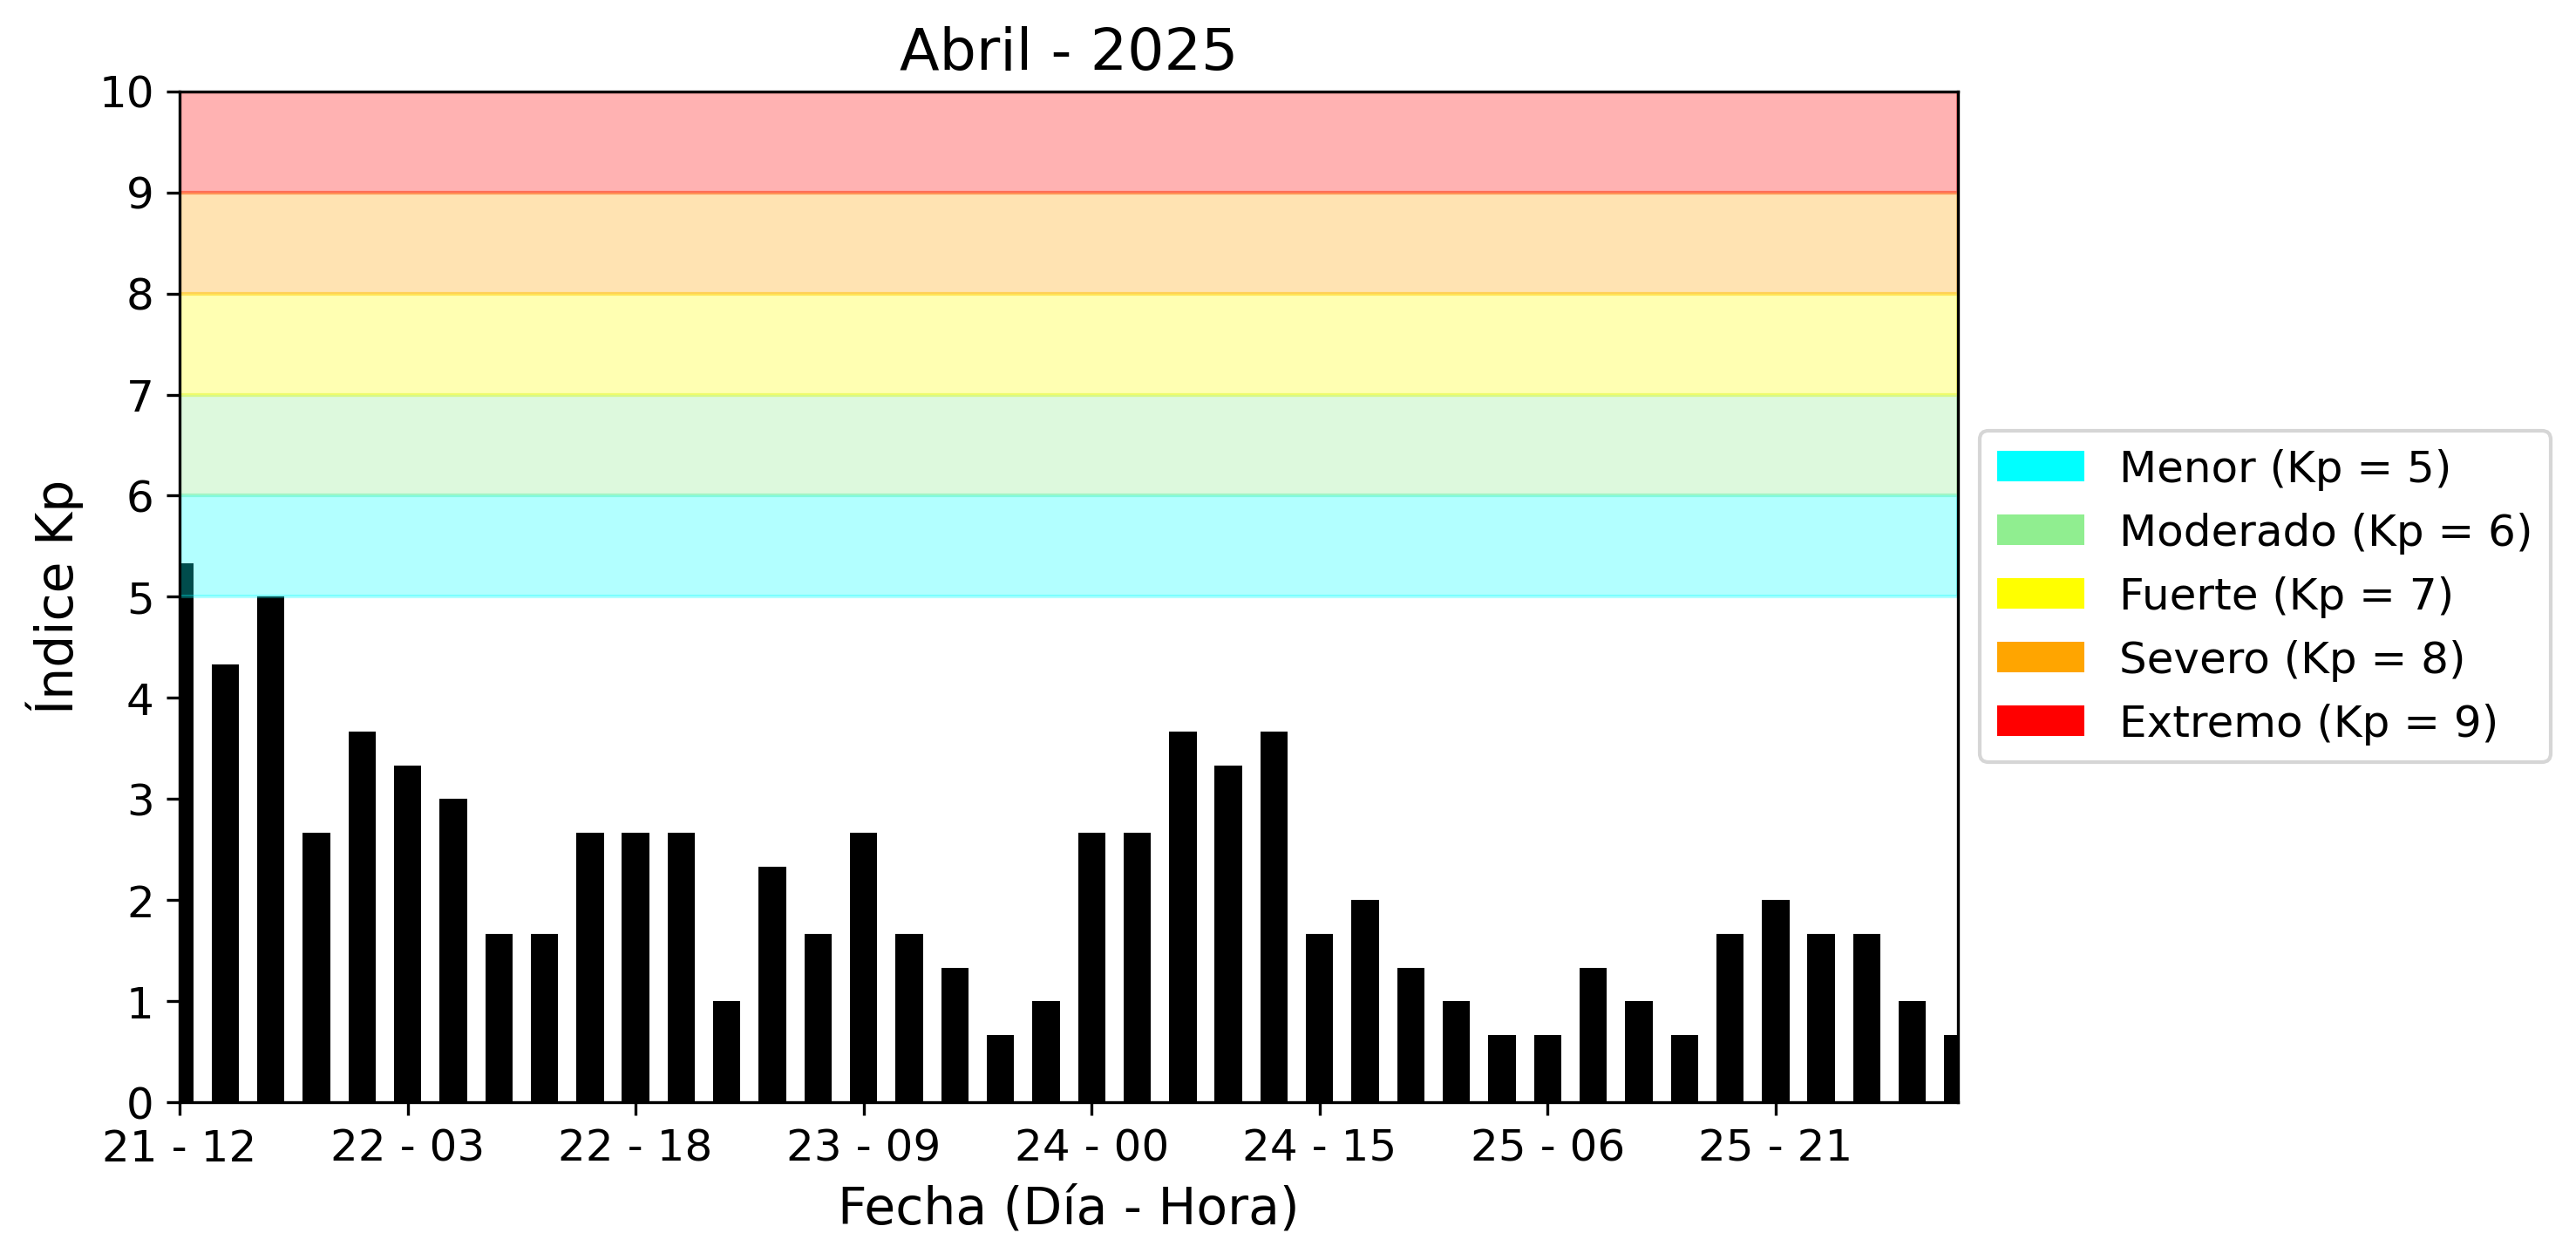 Abril - 2025
Índice Kp
10
9
8
7
6
5
4
3
2
1
0
21 - 12
22 - 03
22 - 18
23 - 09
24 - 00
24 - 15
25 - 06
25 - 21
Fecha (Día - Hora)
Menor (Kp = 5)
Moderado (Kp = 6)
Fuerte (Kp = 7)
Severo (Kp = 8)
Extremo (Kp = 9)